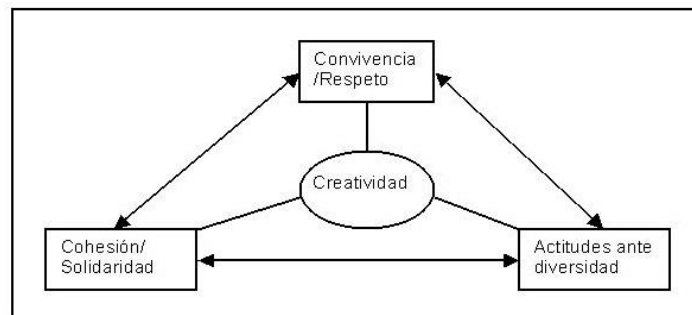 Convivencia
/Respeto
Creatividad
Cohesión/
Solidaridad
Actitudes ante
diversidad